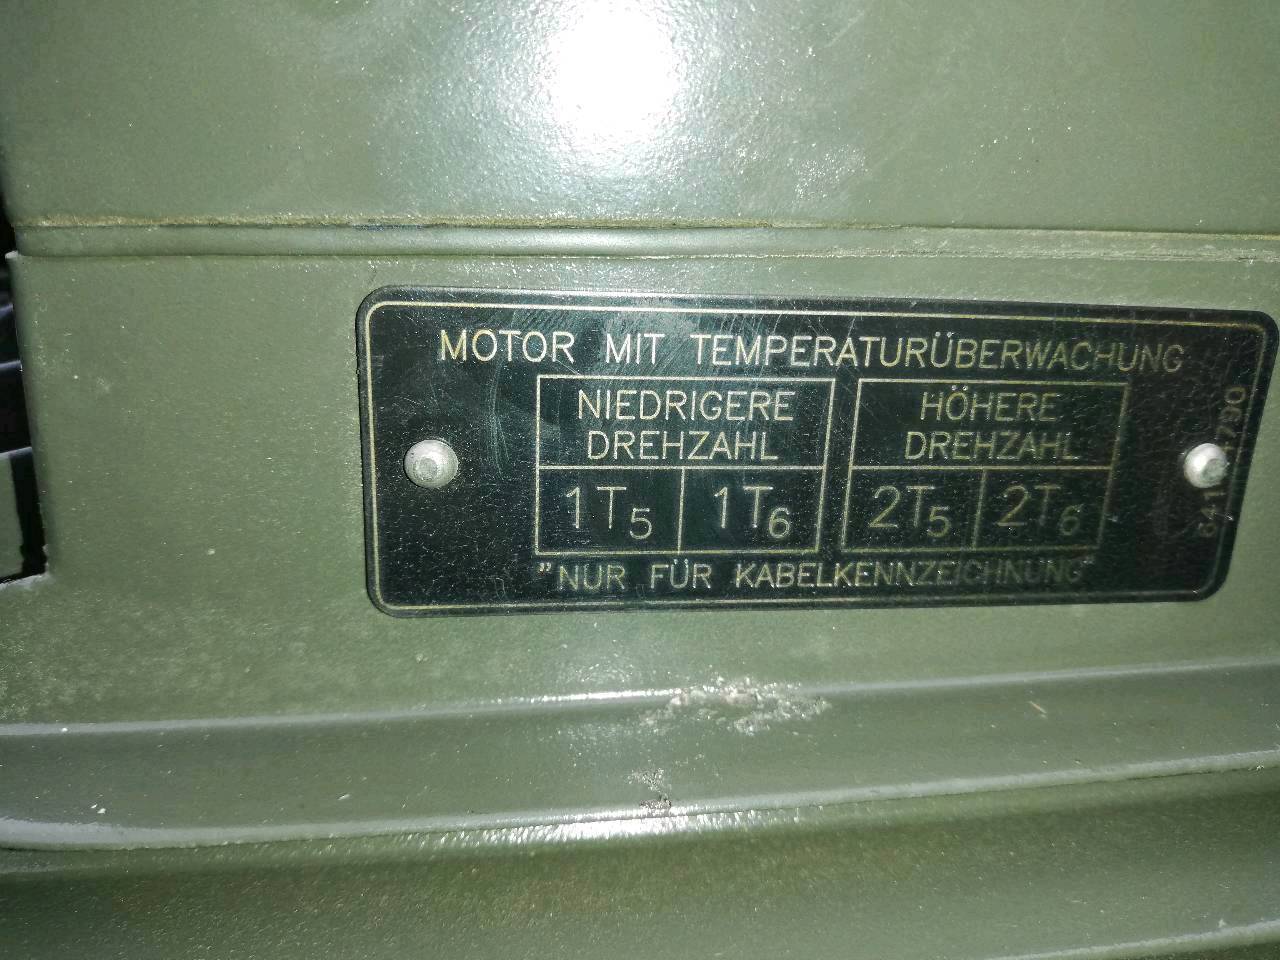 MOTOR MIT TEMPERATURÜBERWACHUNG
NIEDRIGERE
DREHZAHL
HÖHERE
DREHZAHL
1T5 1T6
2T5 2T6
"NUR FÜR KABELKENNZEICHNUNG"